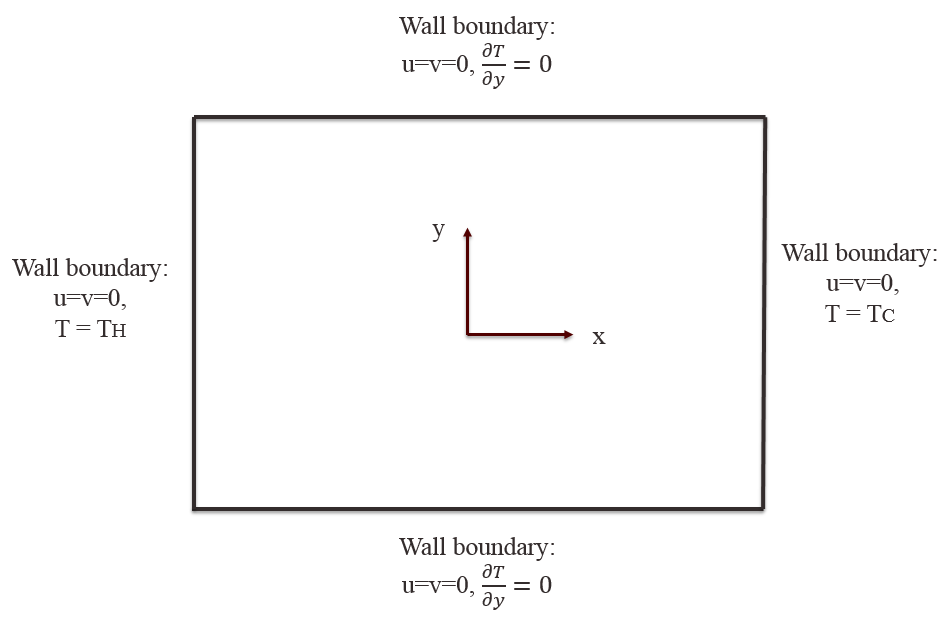 Wall boundary:
u=v=0, ∂T/∂y = 0
y
Wall boundary:
u=v=0,
T = TH
Wall boundary:
u=v=0,
T = TC
x
Wall boundary:
u=v=0, ∂T/∂y = 0